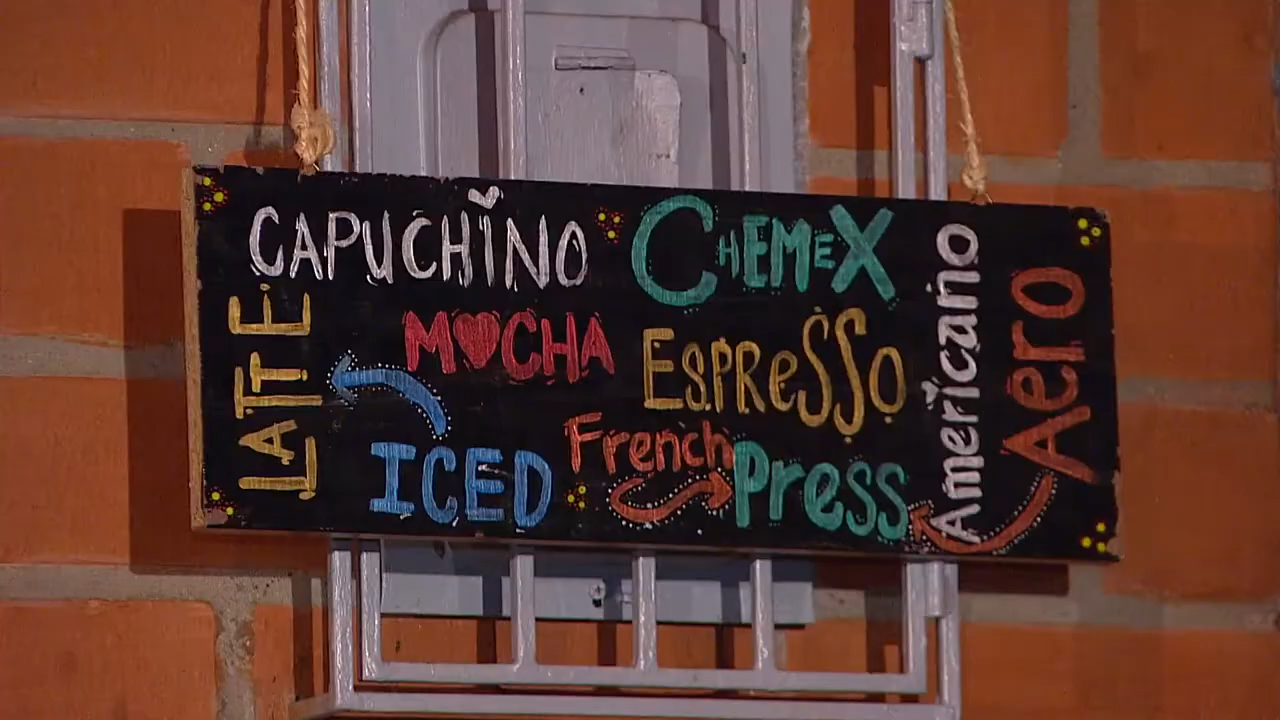 CAPUCHINO
CHEMEX
LATTE
MOCHA
ESPRESSO
Americano
Aero
ICED
French
Press